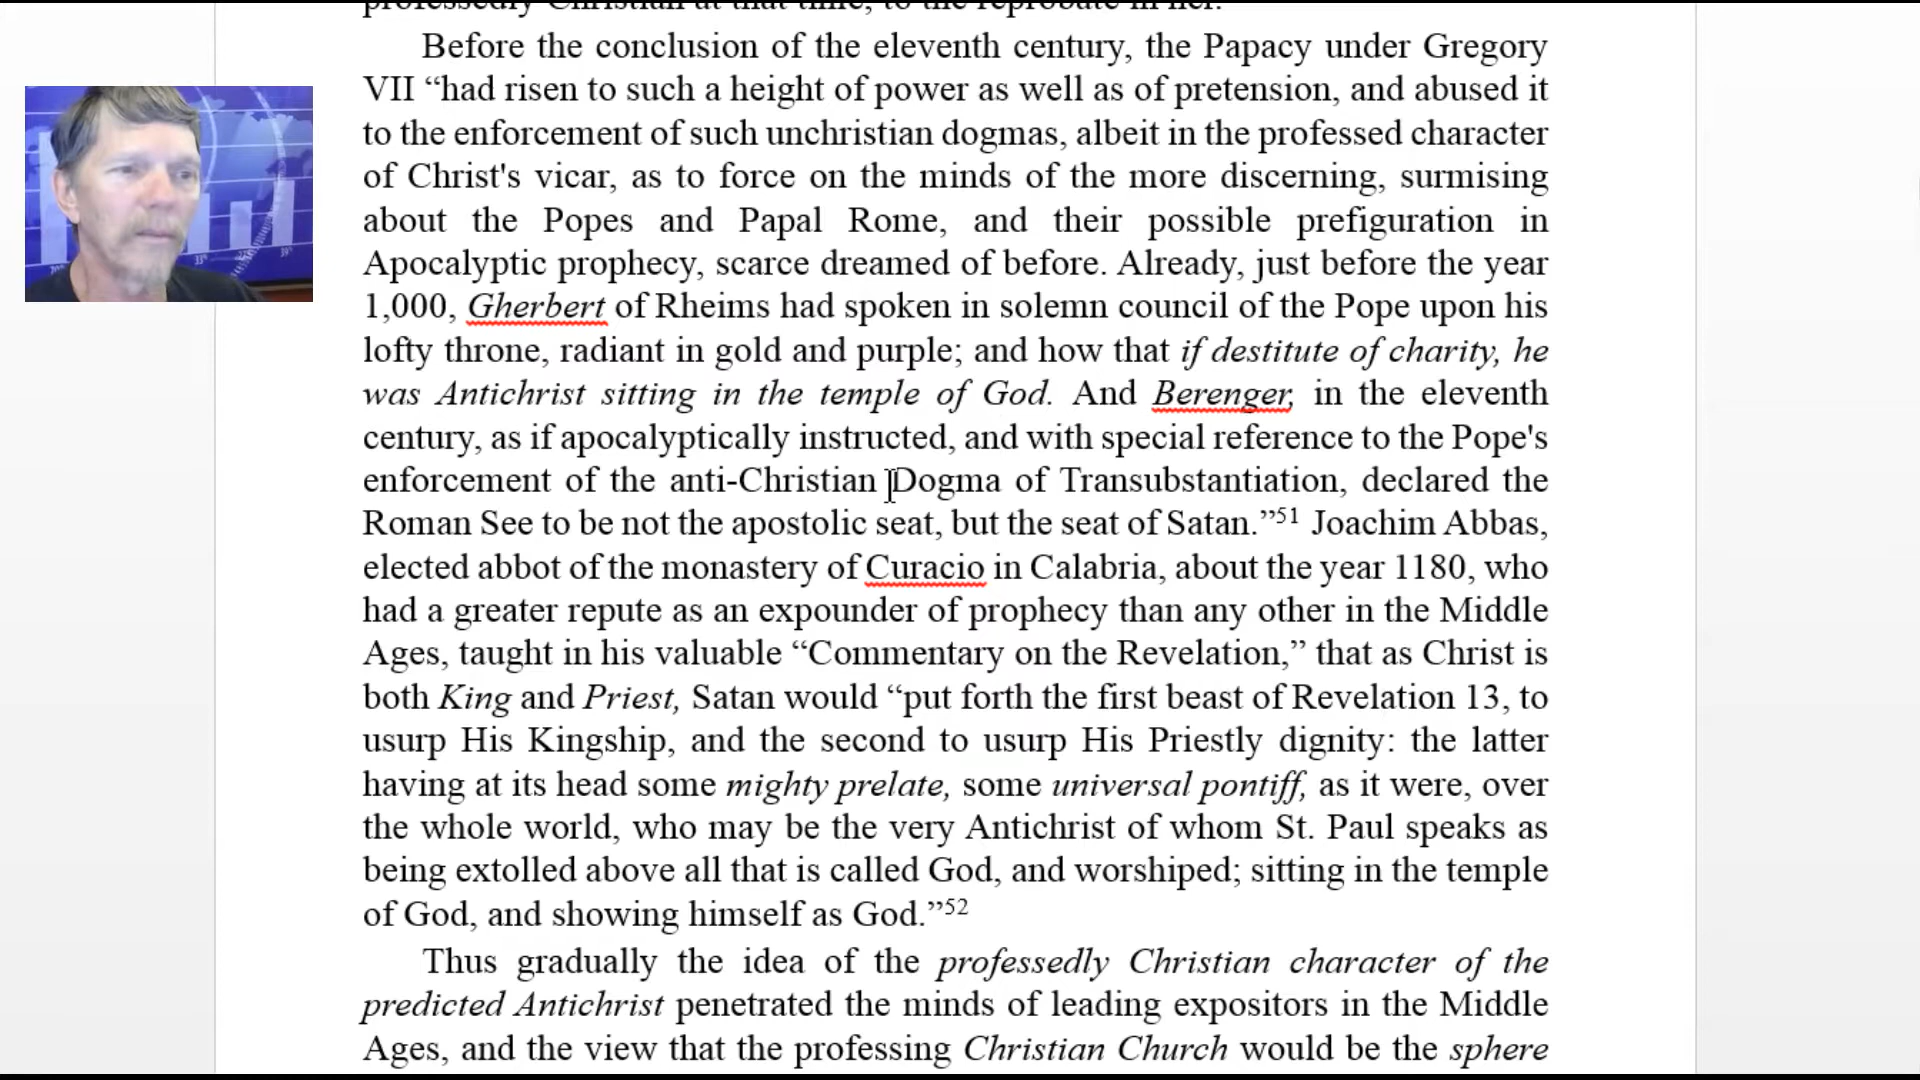 professedly Christian at that time, to the reprobate in her.
Before the conclusion of the eleventh century, the Papacy under Gregory
VII “had risen to such a height of power as well as of pretension, and abused it
to the enforcement of such unchristian dogmas, albeit in the professed character
of Christ's vicar, as to force on the minds of the more discerning, surmising
about the Popes and Papal Rome, and their possible prefiguration in
Apocalyptic prophecy, scarce dreamed of before. Already, just before the year
1,000, Gherbert of Rheims had spoken in solemn council of the Pope upon his
lofty throne, radiant in gold and purple; and how that if destitute of charity, he
was Antichrist sitting in the temple of God. And Berenger, in the eleventh
century, as if apocalyptically instructed, and with special reference to the Pope's
enforcement of the anti-Christian Dogma of Transubstantiation, declared the
Roman See to be not the apostolic seat, but the seat of Satan.”51 Joachim Abbas,
elected abbot of the monastery of Curacio in Calabria, about the year 1180, who
had a greater repute as an expounder of prophecy than any other in the Middle
Ages, taught in his valuable “Commentary on the Revelation,” that as Christ is
both King and Priest, Satan would “put forth the first beast of Revelation 13, to
usurp His Kingship, and the second to usurp His Priestly dignity: the latter
having at its head some mighty prelate, some universal pontiff, as it were, over
the whole world, who may be the very Antichrist of whom St. Paul speaks as
being extolled above all that is called God, and worshiped; sitting in the temple
of God, and showing himself as God.”52
Thus gradually the idea of the professedly Christian character of the
predicted Antichrist penetrated the minds of leading expositors in the Middle
Ages, and the view that the professing Christian Church would be the sphere